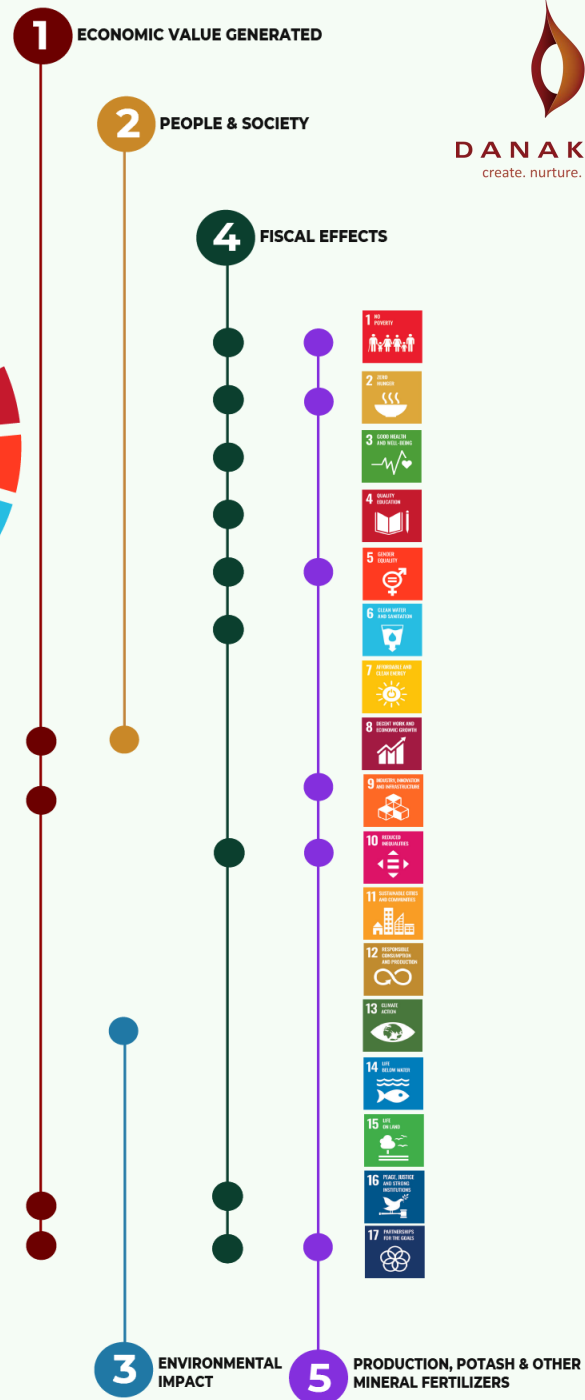 1 ECONOMIC VALUE GENERATED
2 PEOPLE & SOCIETY
DANAK
create. nurture.
4 FISCAL EFFECTS
1 NO
POVERTY
2 ZERO
HUNGER
3 GOOD HEALTH
AND WELL-BEING
4 QUALITY
EDUCATION
5 GENDER
EQUALITY
6 CLEAN WATER
AND SANITATION
7 AFFORDABLE AND
CLEAN ENERGY
8 DECENT WORK AND
ECONOMIC GROWTH
9 INDUSTRY, INNOVATION
AND INFRASTRUCTURE
10 REDUCED
INEQUALITIES
11 SUSTAINABLE CITIES
AND COMMUNITIES
12 RESPONSIBLE
CONSUMPTION
AND PRODUCTION
13 CLIMATE
ACTION
14 LIFE
BELOW WATER
15 LIFE
ON LAND
16 PEACE, JUSTICE
AND STRONG
INSTITUTIONS
17 PARTNERSHIPS
FOR THE GOALS
3 ENVIRONMENTAL
IMPACT
5 PRODUCTION, POTASH & OTHER
MINERAL FERTILIZERS